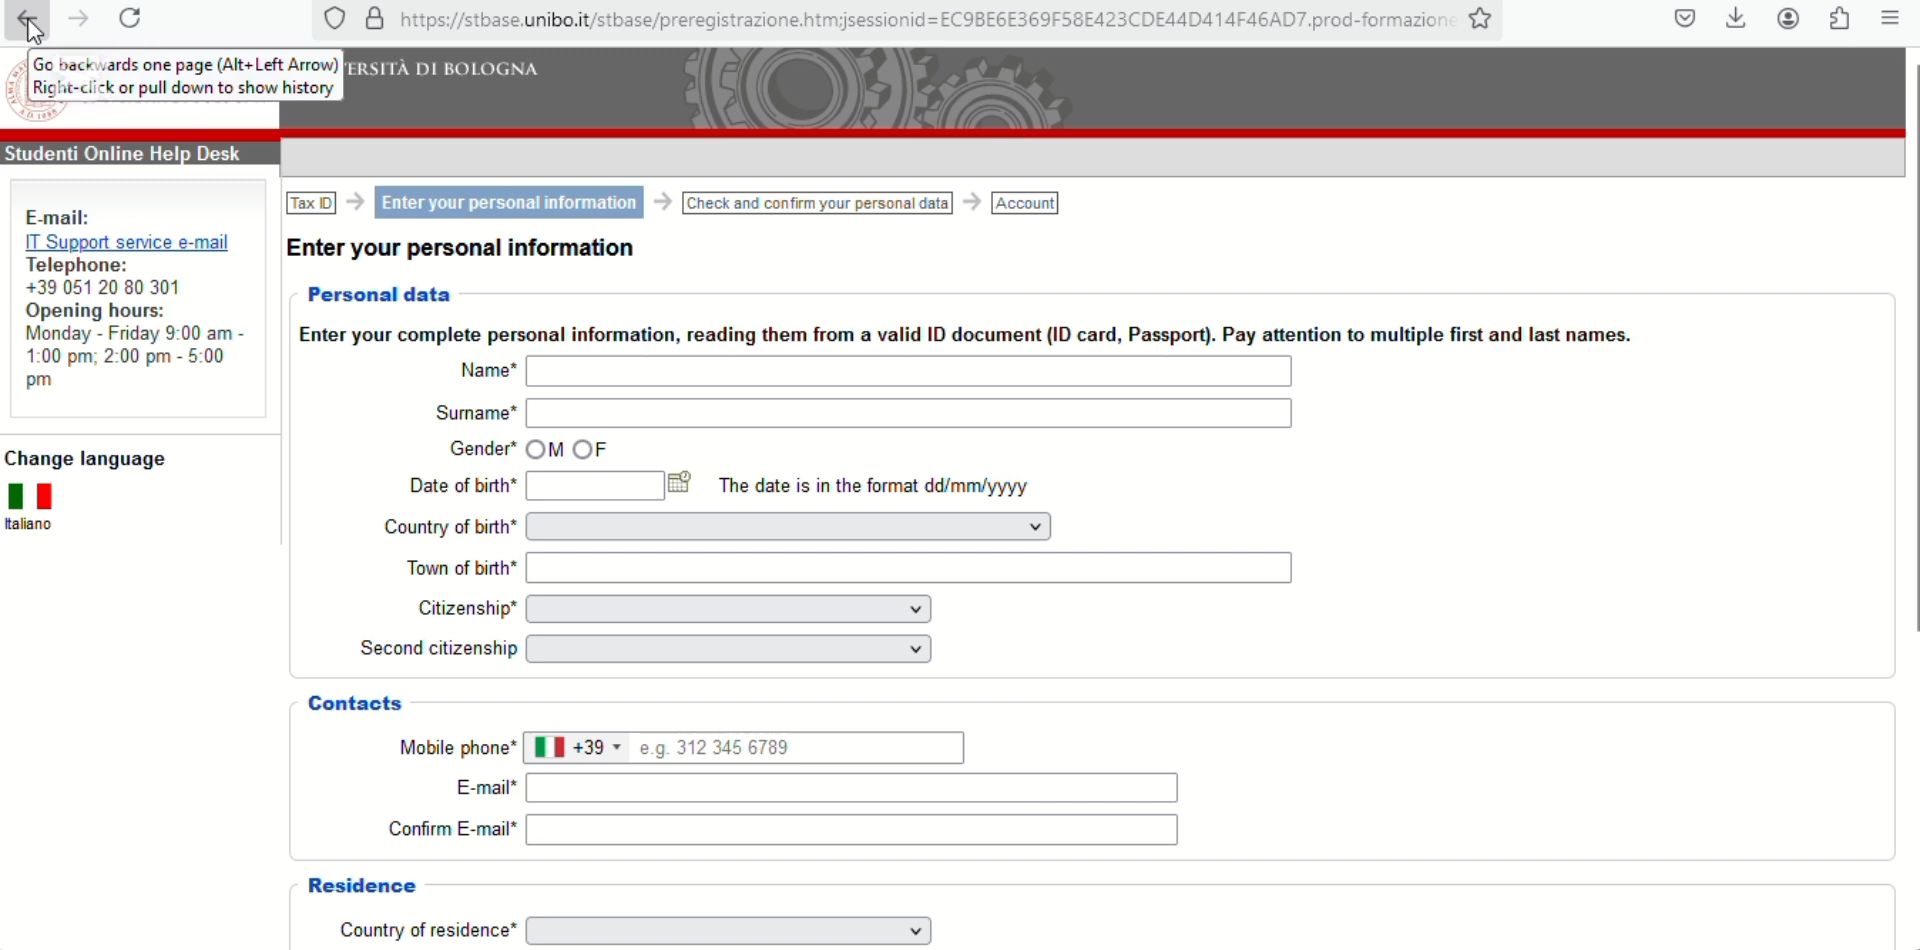 https://stbase.unibo.it/stbase/preregistrazione.htm;jsessionid=EC9BE6E369F58E423CDE44D414F46AD7.prod-formazione
Go backwards one page (Alt+Left Arrow)
Right-click or pull down to show history
ERSITÀ DI BOLOGNA
Studenti Online Help Desk
E-mail:
IT Support service e-mail
Telephone:
+39 051 20 80 301
Opening hours:
Monday - Friday 9:00 am -
1:00 pm; 2:00 pm - 5:00
pm
Change language
Italiano
Tax ID Enter your personal information Check and confirm your personal data Account
Enter your personal information
Personal data
Enter your complete personal information, reading them from a valid ID document (ID card, Passport). Pay attention to multiple first and last names.
Name*
Surname*
Gender* M F
Date of birth* The date is in the format dd/mm/yyyy
Country of birth*
Town of birth*
Citizenship*
Second citizenship
Contacts
Mobile phone* +39 e.g. 312 345 6789
E-mail*
Confirm E-mail*
Residence
Country of residence*